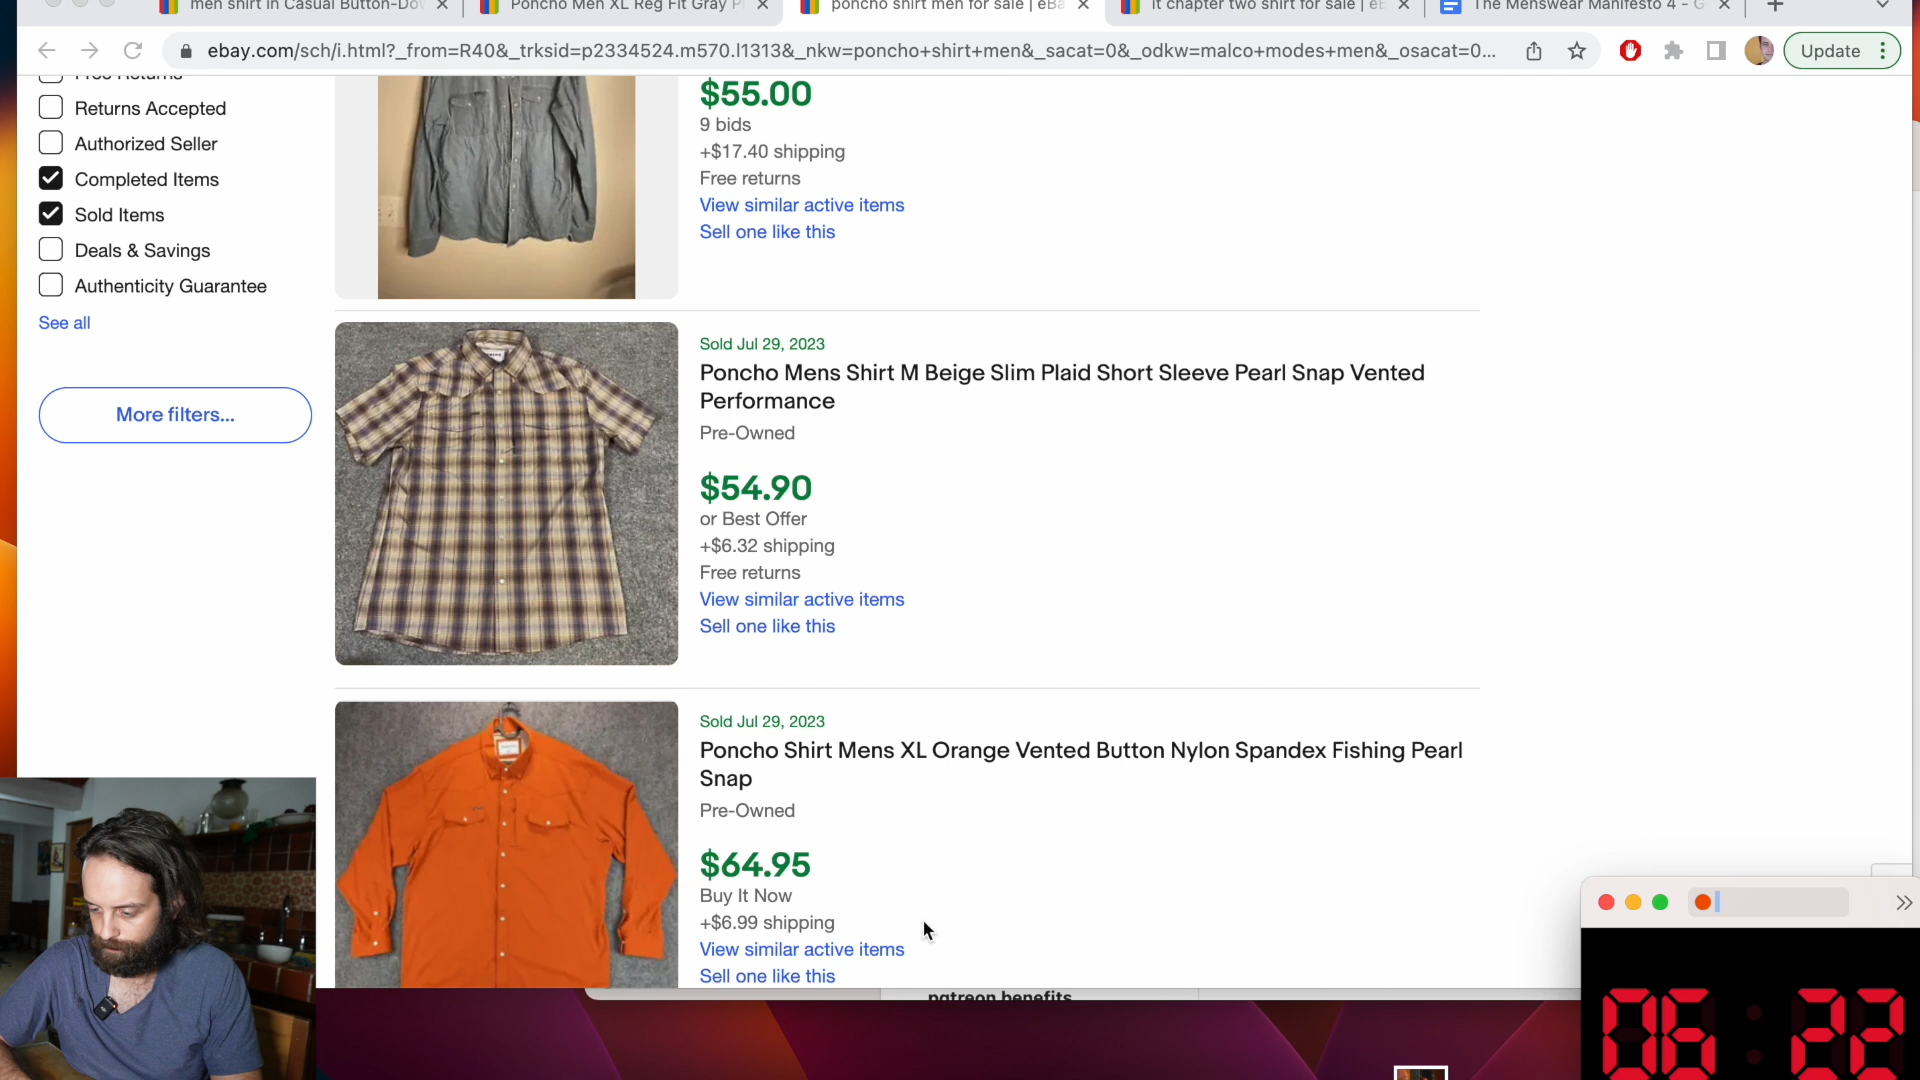 men shirt in Casual Button-Do
Poncho Men XL Reg Fit Gray P
poncho shirt men for sale | eBa
it chapter two shirt for sale | eB
The Menswear Manifesto 4 - G
ebay.com/sch/i.html?_from=R40&_trksid=p2334524.m570.l1313&_nkw=poncho+shirt+men&_sacat=0&_odkw=malco+modes+men&_osacat=0...
Update
Free Returns
Returns Accepted
Authorized Seller
Completed Items
Sold Items
Deals & Savings
Authenticity Guarantee
See all
More filters...
$55.00
9 bids
+$17.40 shipping
Free returns
View similar active items
Sell one like this
Sold Jul 29, 2023
Poncho Mens Shirt M Beige Slim Plaid Short Sleeve Pearl Snap Vented
Performance
Pre-Owned
$54.90
or Best Offer
+$6.32 shipping
Free returns
View similar active items
Sell one like this
Sold Jul 29, 2023
Poncho Shirt Mens XL Orange Vented Button Nylon Spandex Fishing Pearl
Snap
Pre-Owned
$64.95
Buy It Now
+$6.99 shipping
View similar active items
Sell one like this
patreon benefits
06:22